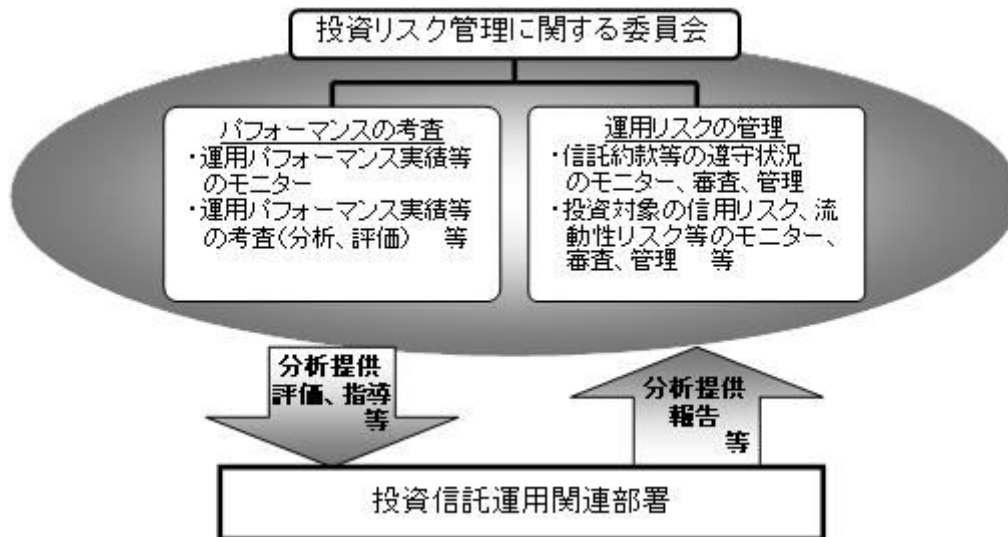 投資リスク管理に関する委員会
パフォーマンスの考査
・運用パフォーマンス実績等
のモニター
・運用パフォーマンス実績等
の考査(分析、評価) 等
運用リスクの管理
・信託約款等の遵守状況
のモニター、審査、管理
・投資対象の信用リスク、流
動性リスク等のモニター、
審査、管理 等
分析提供
評価、指導
等
分析提供
報告
等
投資信託運用関連部署